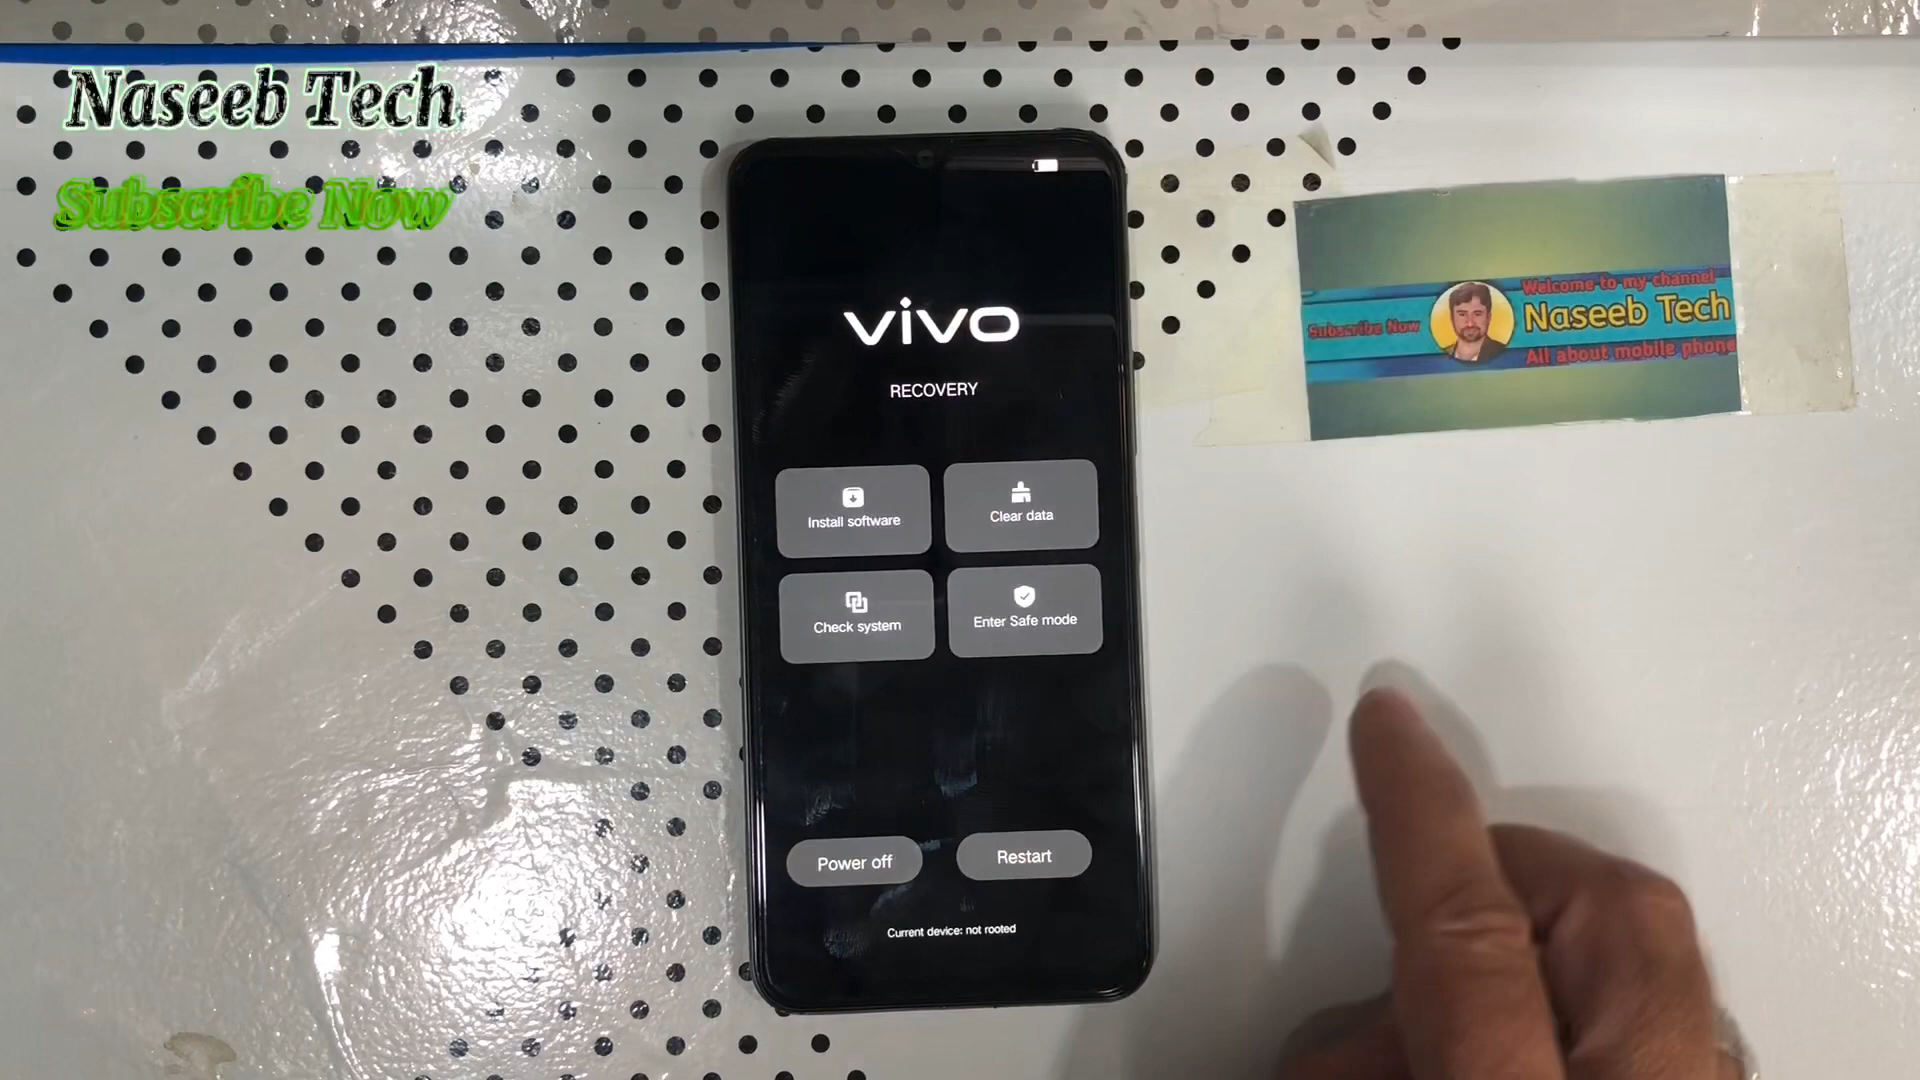 Naseeb Tech
Subscribe Now
vivo
RECOVERY
Install software
Clear data
Check system
Enter Safe mode
Power off
Restart
Current device: not rooted
Welcome to my channel
Subscribe Now
Naseeb Tech
All about mobile phone